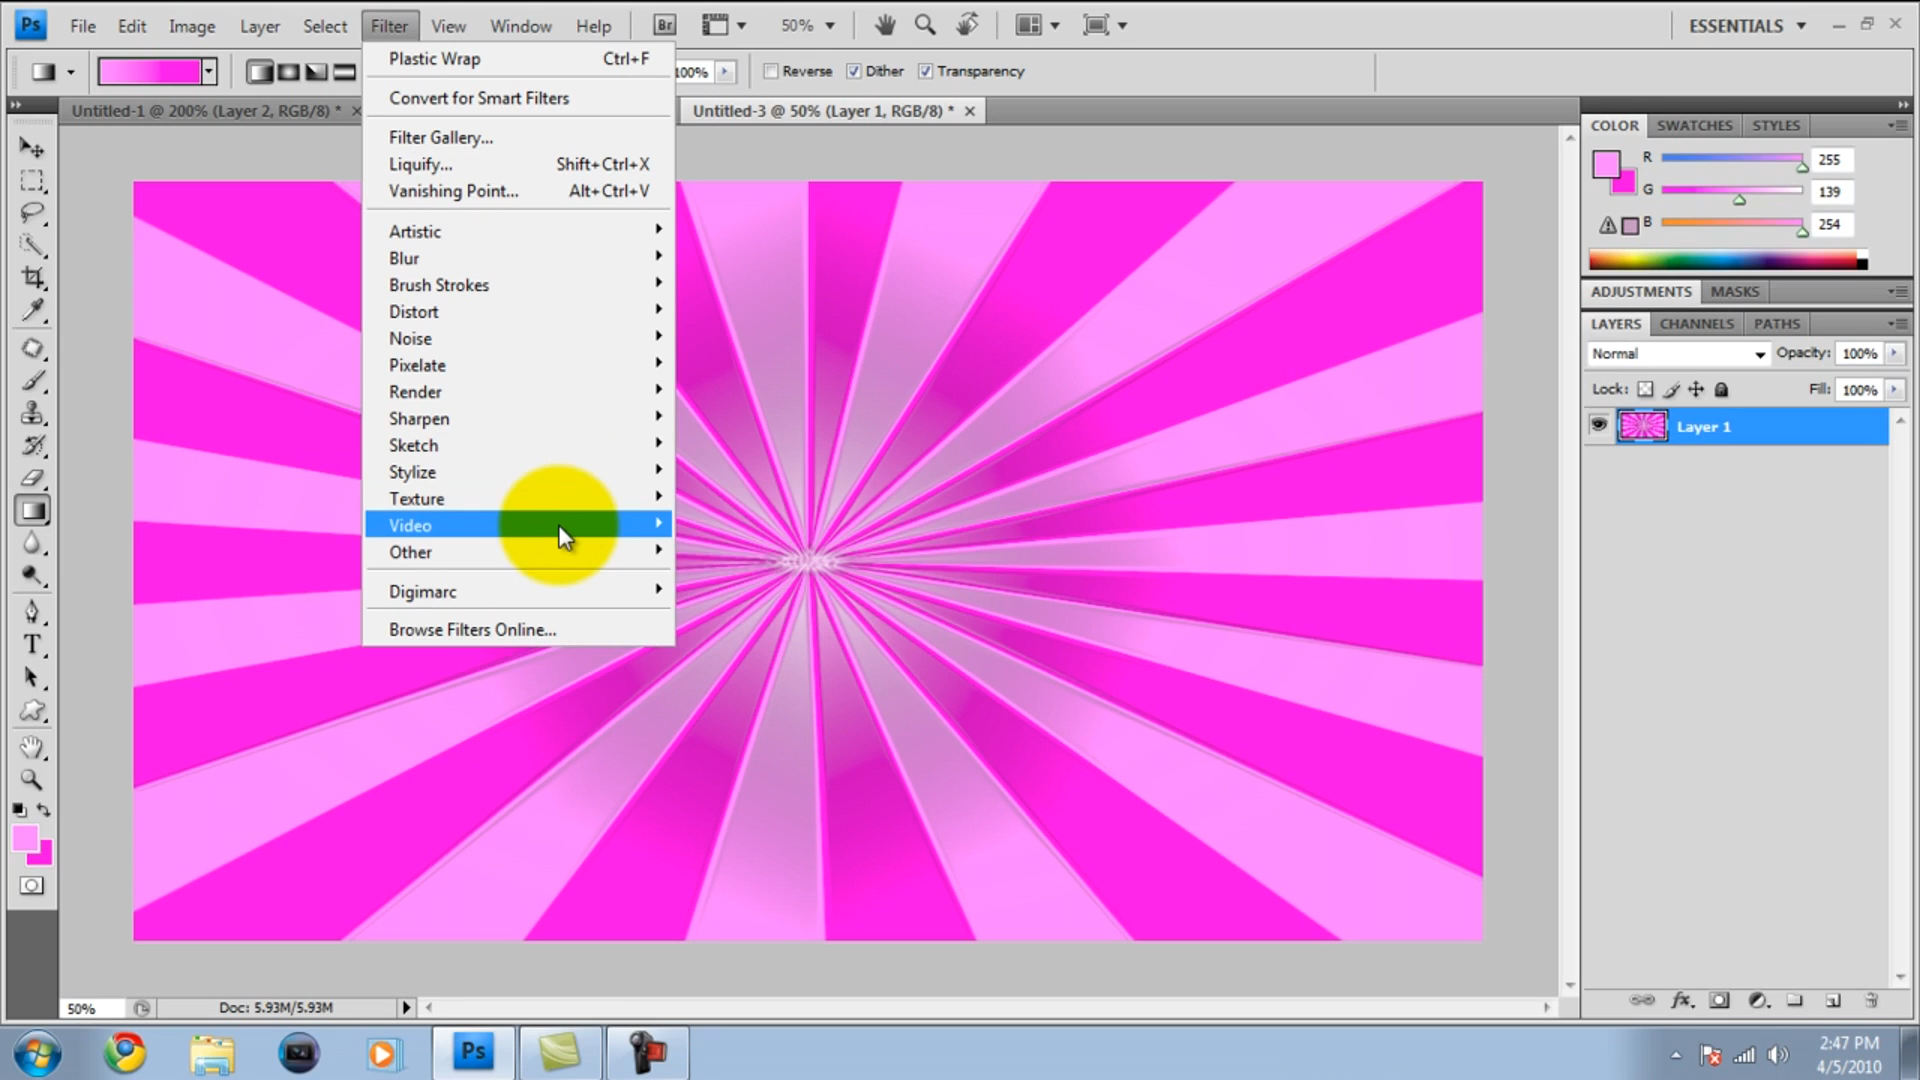 Ps File Edit Image Layer Select Filter View Window Help Br 50% ESSENTIALS
100% Reverse Dither Transparency
Untitled-1 @ 200% (Layer 2, RGB/8) * Untitled-3 @ 50% (Layer 1, RGB/8) *
Plastic Wrap Ctrl+F
Convert for Smart Filters
Filter Gallery...
Liquify... Shift+Ctrl+X
Vanishing Point... Alt+Ctrl+V
Artistic
Blur
Brush Strokes
Distort
Noise
Pixelate
Render
Sharpen
Sketch
Stylize
Texture
Video
Other
Digimarc
Browse Filters Online...
COLOR SWATCHES STYLES
R 255
G 139
B 254
ADJUSTMENTS MASKS
LAYERS CHANNELS PATHS
Normal Opacity: 100%
Lock: Fill: 100%
Layer 1
T
fx
50% Doc: 5.93M/5.93M
Ps
2:47 PM
4/5/2010